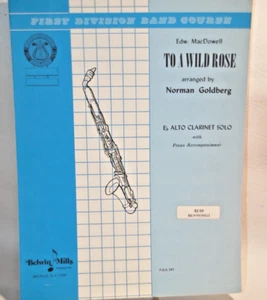 FIRST DIVISION BAND COURSE
Edw. MacDowell
TO A WILD ROSE
arranged by
Norman Goldberg
E♭ ALTO CLARINET SOLO
with
Piano Accompaniment
Belwin Mills